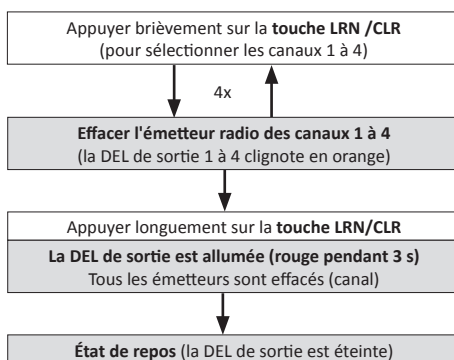 Appuyer brièvement sur la touche LRN /CLR
(pour sélectionner les canaux 1 à 4)
4x
Effacer l'émetteur radio des canaux 1 à 4
(la DEL de sortie 1 à 4 clignote en orange)
Appuyer longuement sur la touche LRN/CLR
La DEL de sortie est allumée (rouge pendant 3 s)
Tous les émetteurs sont effacés (canal)
État de repos (la DEL de sortie est éteinte)